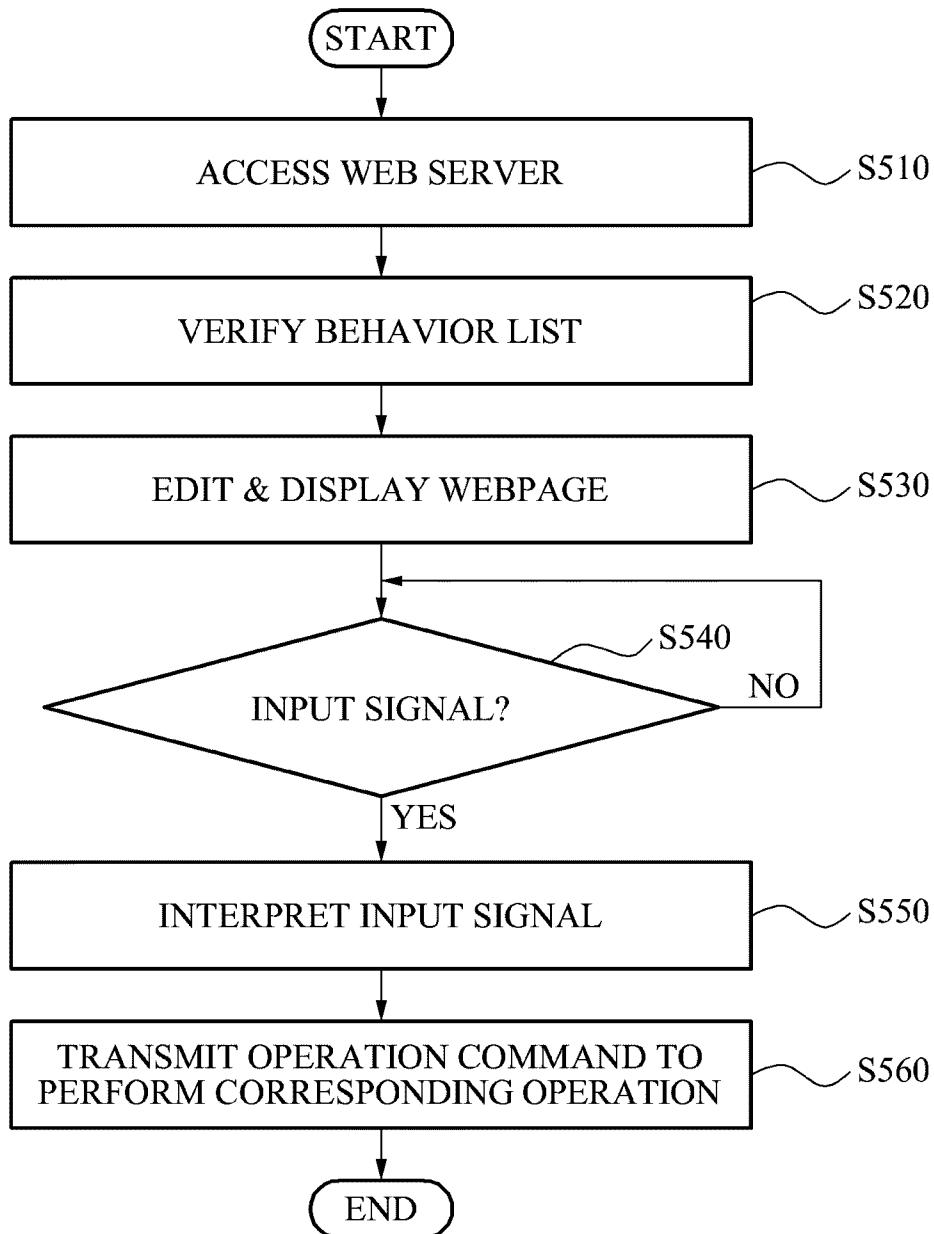 START
ACCESS WEB SERVER
S510
VERIFY BEHAVIOR LIST
S520
EDIT & DISPLAY WEBPAGE
S530
S540
INPUT SIGNAL?
NO
YES
INTERPRET INPUT SIGNAL
S550
TRANSMIT OPERATION COMMAND TO
PERFORM CORRESPONDING OPERATION
S560
END